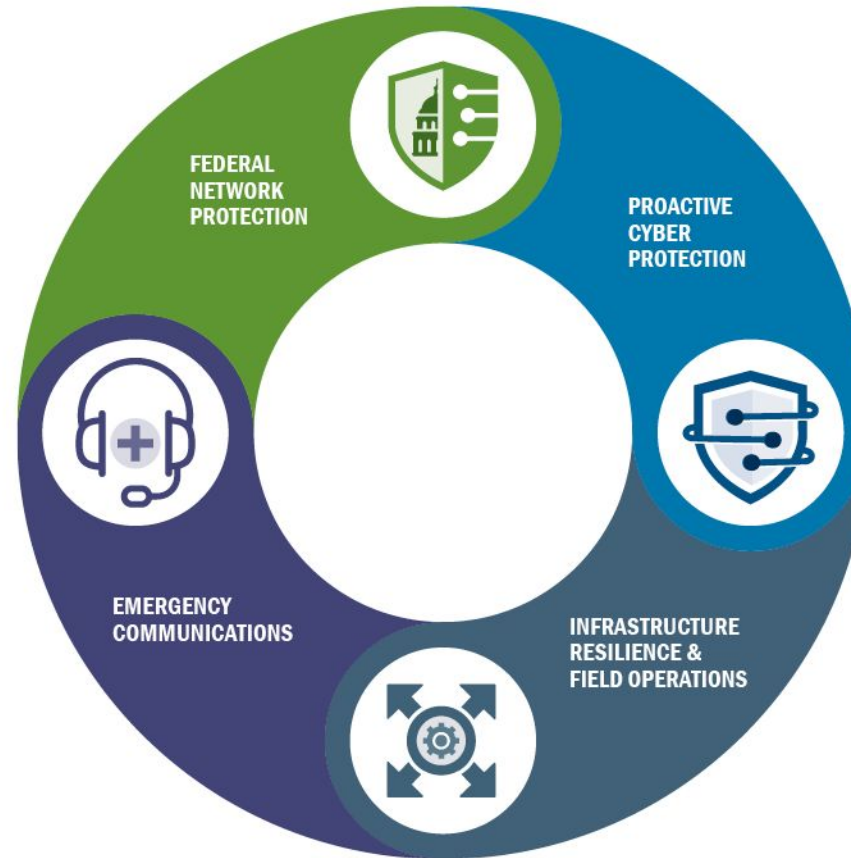 FEDERAL
NETWORK
PROTECTION
PROACTIVE
CYBER
PROTECTION
EMERGENCY
COMMUNICATIONS
INFRASTRUCTURE
RESILIENCE &
FIELD OPERATIONS